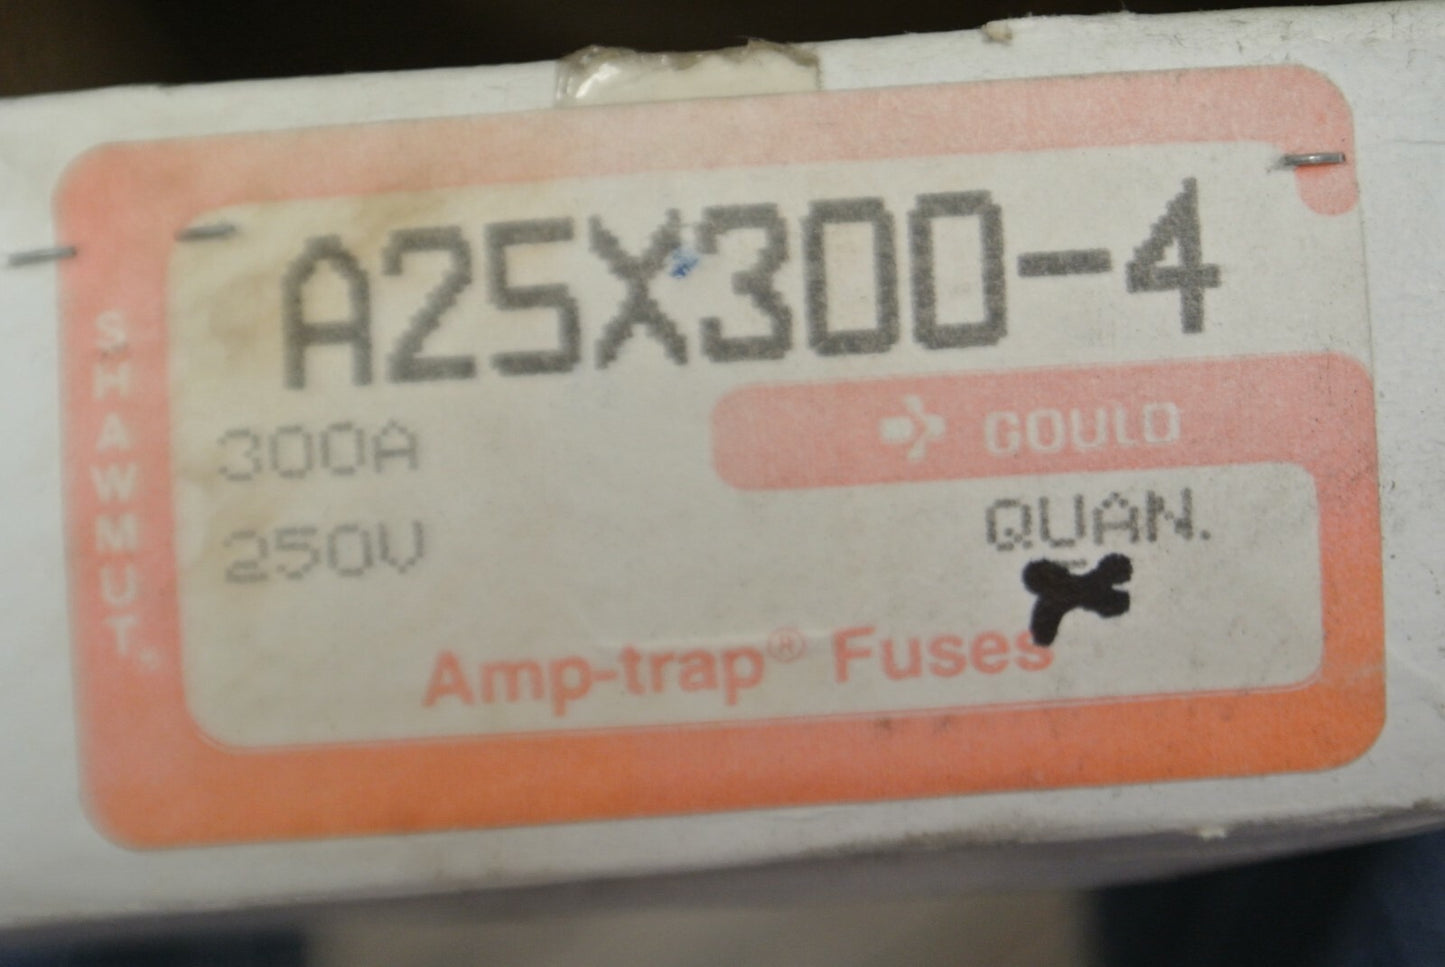 A25X300-4
SHAWMUT®
300A
GOULD
250V
QUAN.
Amp-trap® Fuses